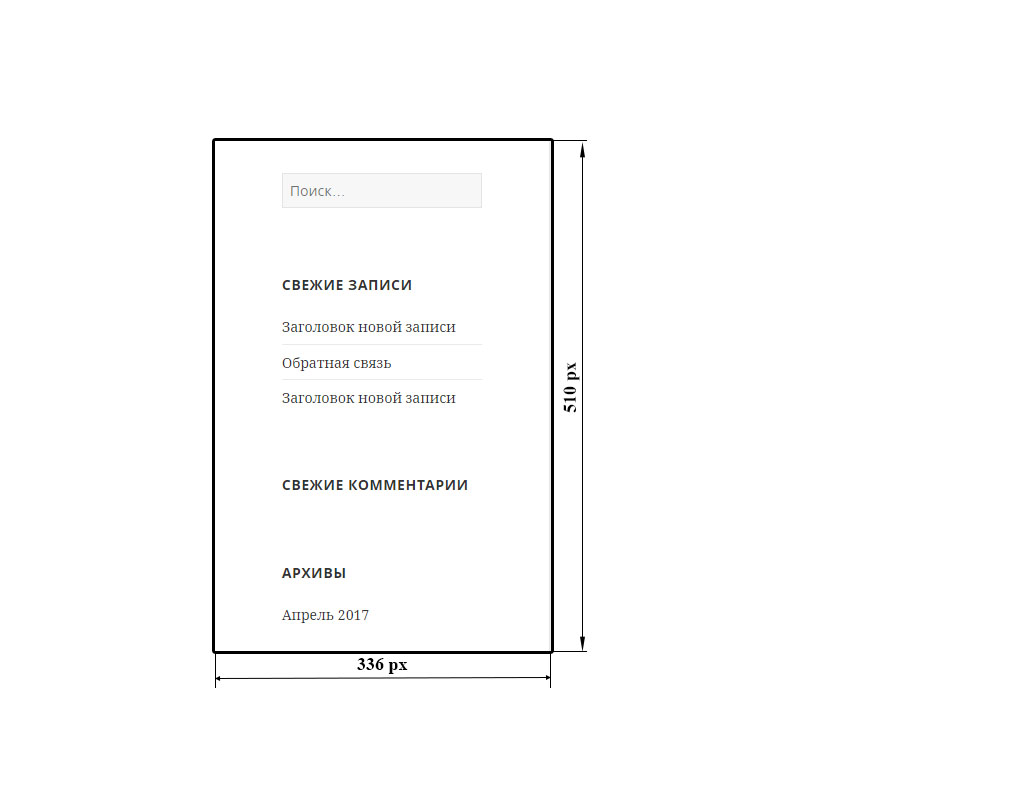 Поиск...
СВЕЖИЕ ЗАПИСИ
Заголовок новой записи
Обратная связь
Заголовок новой записи
СВЕЖИЕ КОММЕНТАРИИ
АРХИВЫ
Апрель 2017
510 px
336 px